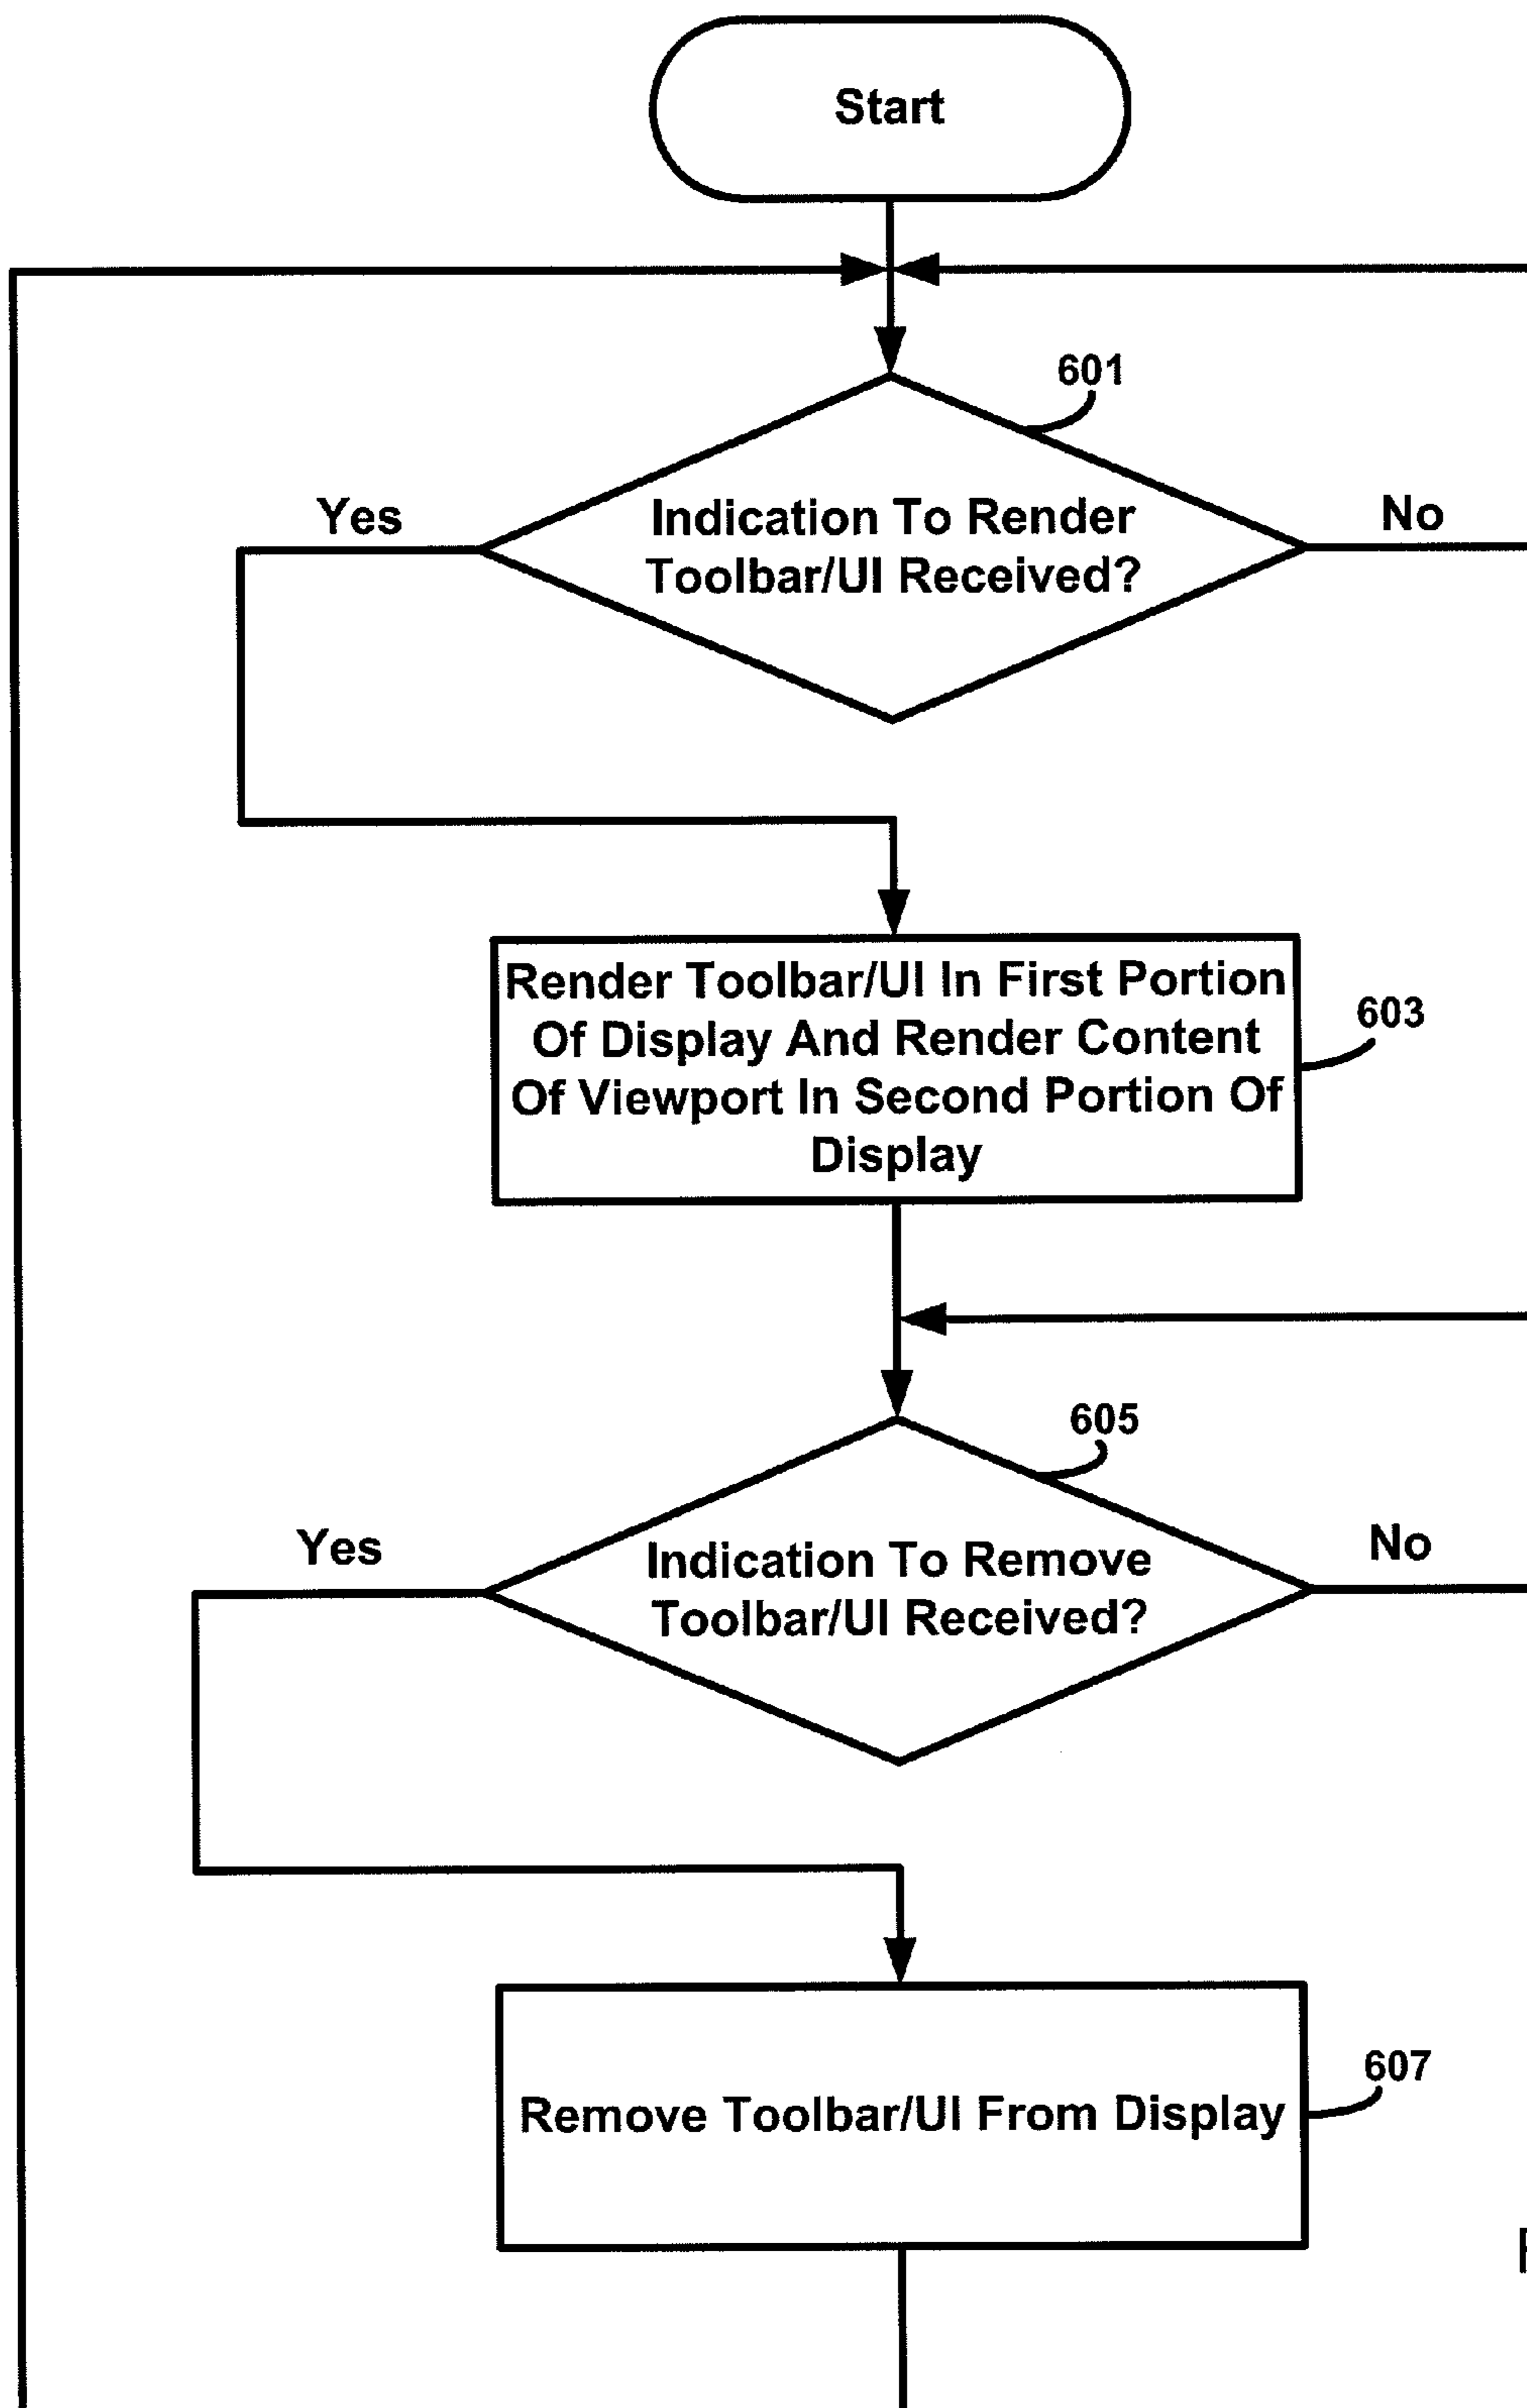 Start
601
Yes
Indication To Render
Toolbar/UI Received?
No
Render Toolbar/UI In First Portion
Of Display And Render Content
Of Viewport In Second Portion Of
Display
603
605
Yes
Indication To Remove
Toolbar/UI Received?
No
Remove Toolbar/UI From Display
607